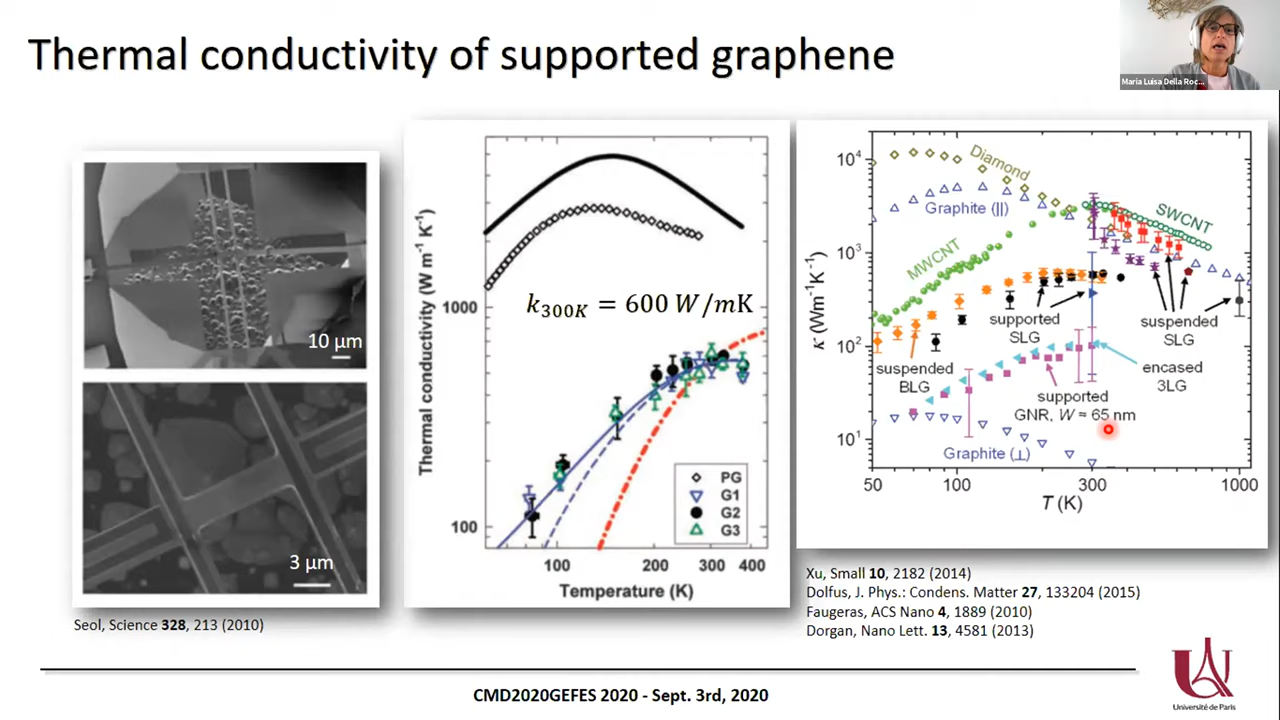 Thermal conductivity of supported graphene
Maria Luisa Della Roc...
10 μm
3 μm
Seol, Science 328, 213 (2010)
Thermal conductivity (W m⁻¹ K⁻¹)
1000
100
k300K = 600 W/mK
PG
G1
G2
G3
100
200
300
400
Temperature (K)
κ (Wm⁻¹K⁻¹)
10⁴
10³
10²
10¹
Diamond
Graphite (||)
SWCNT
MWCNT
supported
SLG
suspended
SLG
suspended
BLG
encased
3LG
supported
GNR, W ≈ 65 nm
Graphite (⊥)
50
100
300
1000
T (K)
Xu, Small 10, 2182 (2014)
Dolfus, J. Phys.: Condens. Matter 27, 133204 (2015)
Faugeras, ACS Nano 4, 1889 (2010)
Dorgan, Nano Lett. 13, 4581 (2013)
CMD2020GEFES 2020 - Sept. 3rd, 2020
Université de Paris